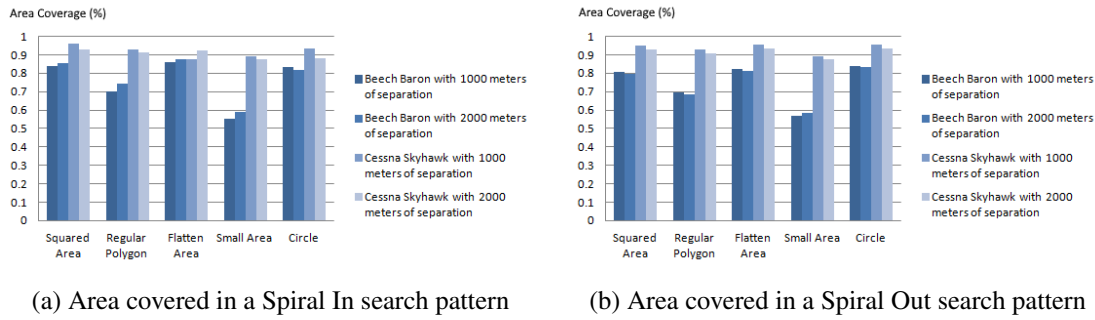 Area Coverage (%)
1
0.9
0.8
0.7
0.6
0.5
0.4
0.3
0.2
0.1
0
Squared Area
Regular Polygon
Flatten Area
Small Area
Circle
Beech Baron with 1000 meters
of separation
Beech Baron with 2000 meters
of separation
Cessna Skyhawk with 1000
meters of separation
Cessna Skyhawk with 2000
meters of separation
(a) Area covered in a Spiral In search pattern
Area Coverage (%)
1
0.9
0.8
0.7
0.6
0.5
0.4
0.3
0.2
0.1
0
Squared Area
Regular Polygon
Flatten Area
Small Area
Circle
Beech Baron with 1000 meters
of separation
Beech Baron with 2000 meters
of separation
Cessna Skyhawk with 1000
meters of separation
Cessna Skyhawk with 2000
meters of separation
(b) Area covered in a Spiral Out search pattern